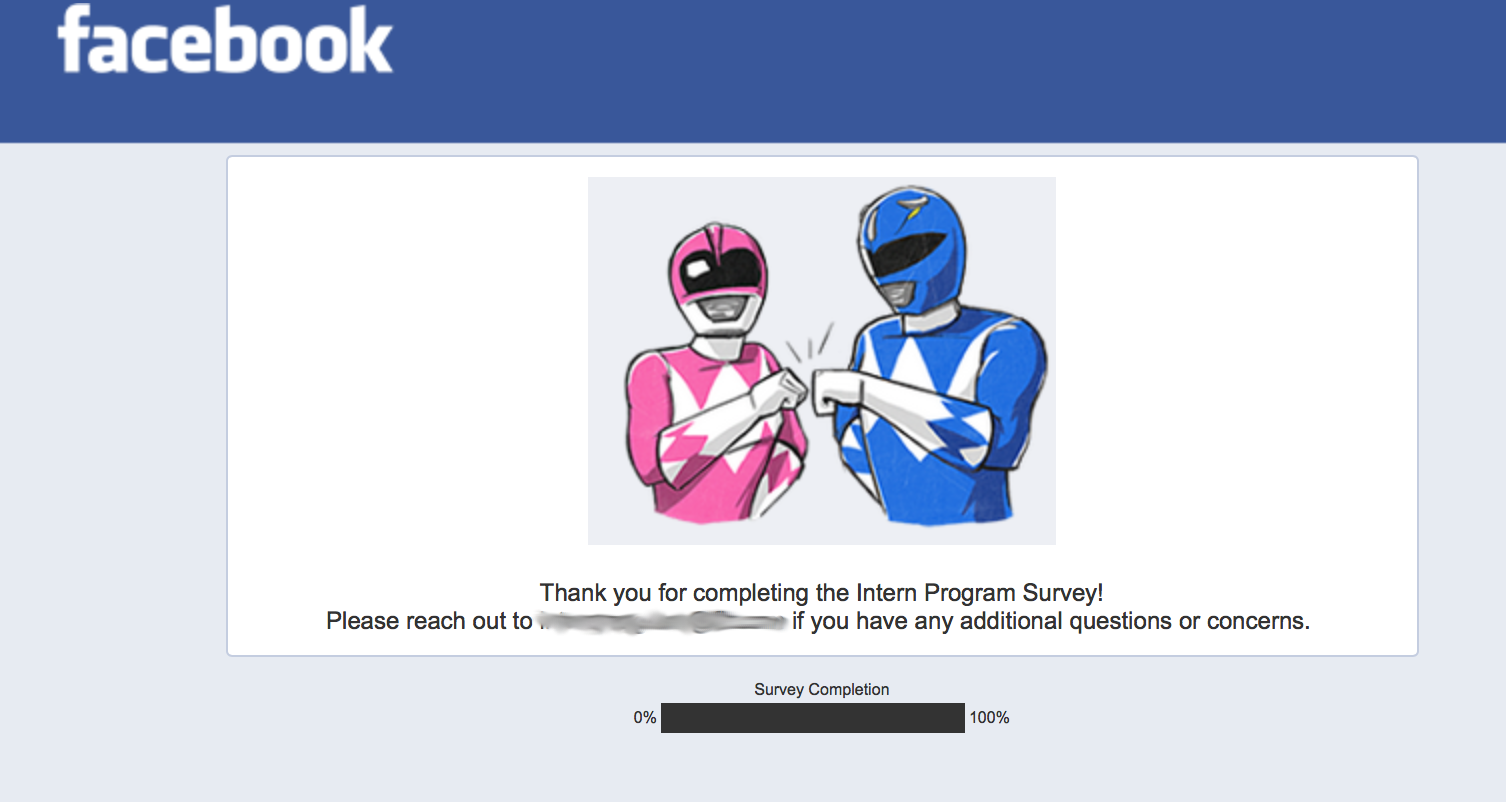 facebook
Thank you for completing the Intern Program Survey!
Please reach out to if you have any additional questions or concerns.
Survey Completion
0% 100%